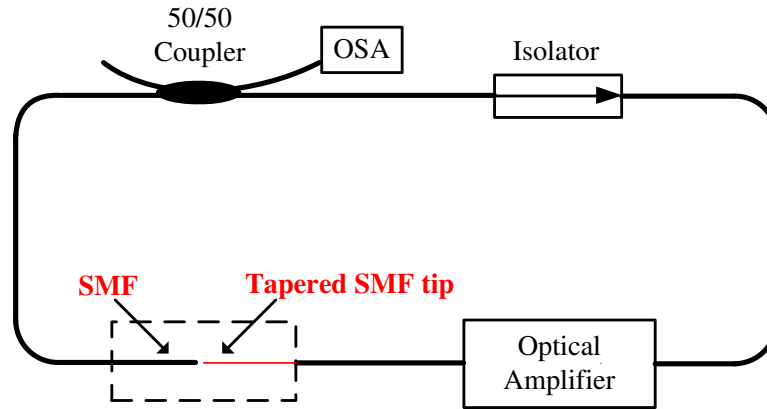 50/50
Coupler
OSA
Isolator
SMF
Tapered SMF tip
Optical
Amplifier